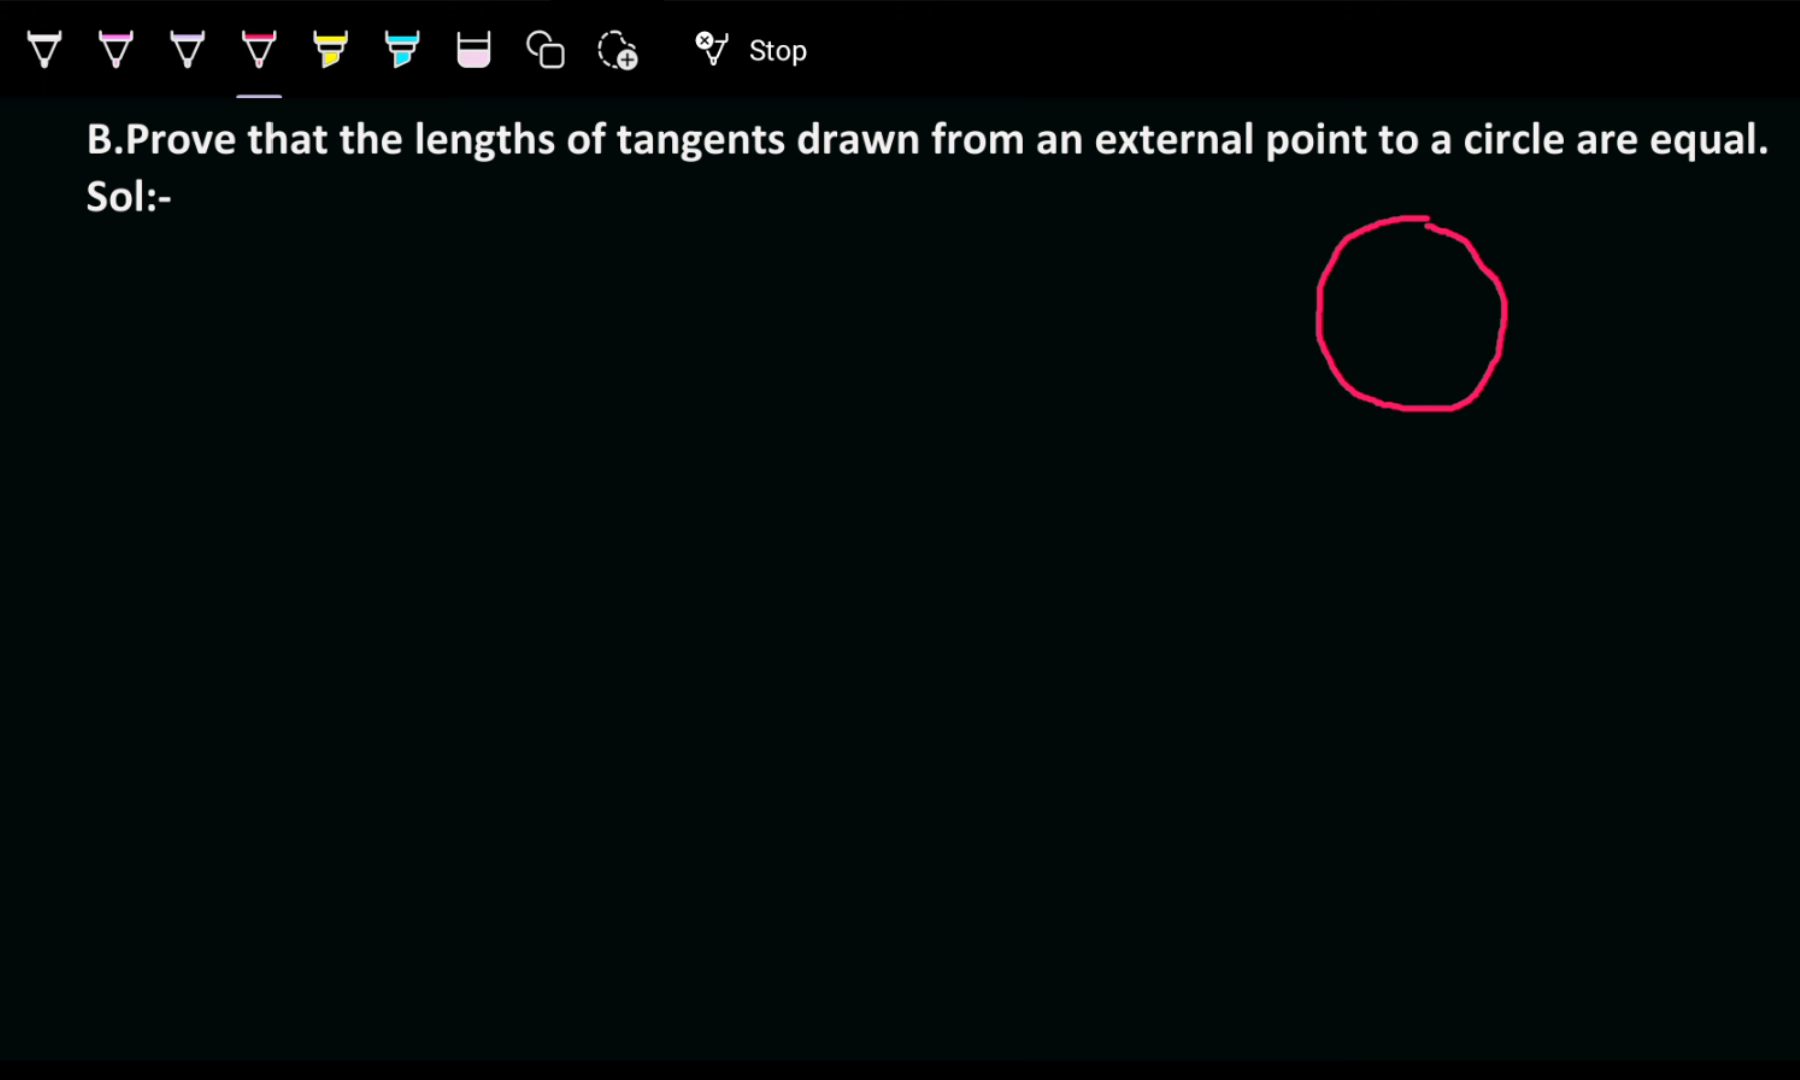 Stop
B.Prove that the lengths of tangents drawn from an external point to a circle are equal.
Sol:-